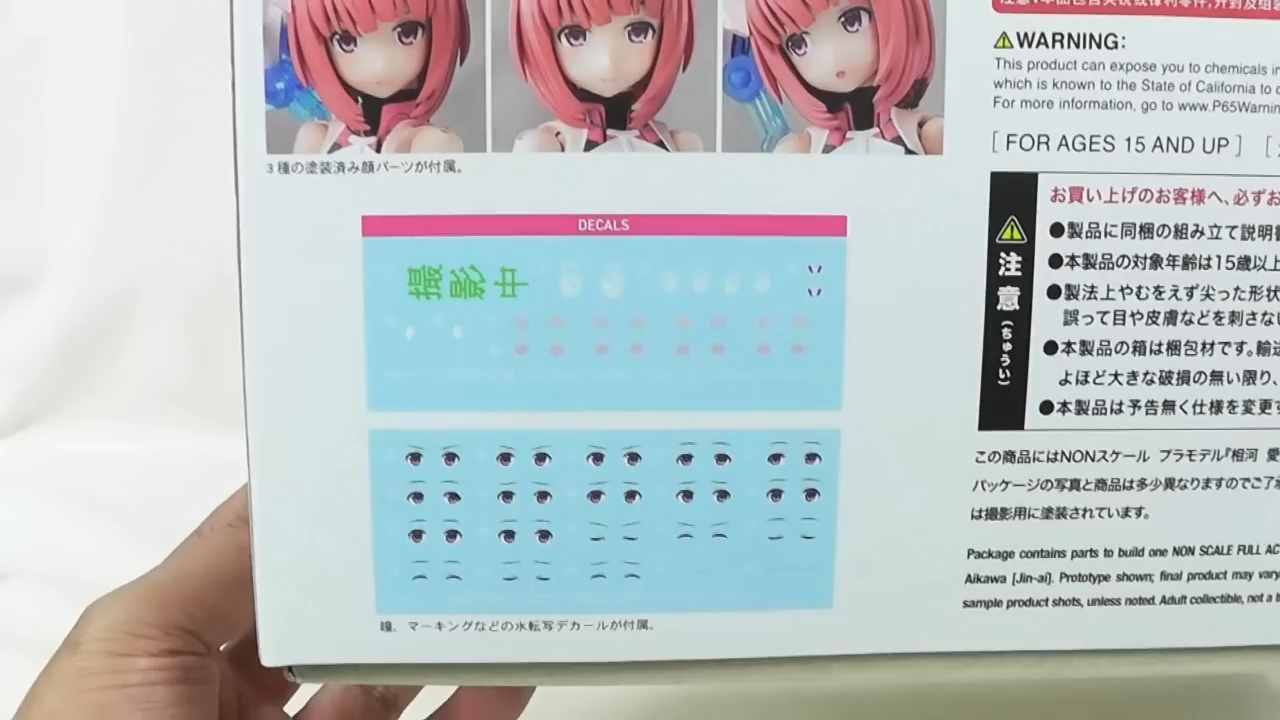 WARNING:
This product can expose you to chemicals in
which is known to the State of California to
For more information, go to www.P65Warnin
[ FOR AGES 15 AND UP ] [
3種の塗装済み顔パーツが付属。
お買い上げのお客様へ、必ずお
注意(ちゅうい)
●製品に同梱の組み立て説明
●本製品の対象年齢は15歳以上
●製法上やむをえず尖った形状
誤って目や皮膚などを刺さない
●本製品の箱は梱包材です。輸送
よほど大きな破損の無い限り、
●本製品は予告無く仕様を変更す
DECALS
撮影中
瞳、マーキングなどの水転写デカールが付属。
この商品にはNONスケール プラモデル『相河 愛
パッケージの写真と商品は多少異なりますのでご了承
は撮影用に塗装されています。
Package contains parts to build one NON SCALE FULL AC
Aikawa [Jin-ai]. Prototype shown; final product may vary
sample product shots, unless noted. Adult collectible, not a